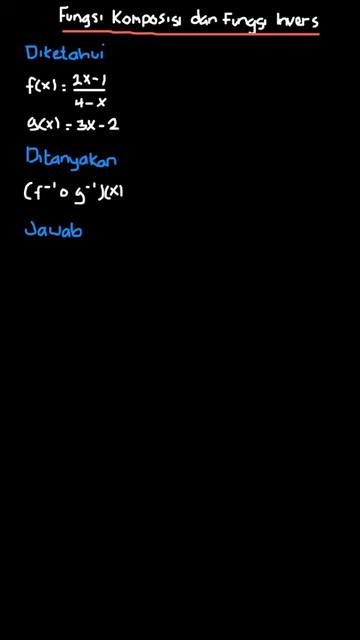 Fungsi Komposisi dan Fungsi Invers
Diketahui
f(x) = (2x-1)/(4-x)
g(x) = 3x-2
Ditanyakan
(f⁻¹ o g⁻¹)(x)
Jawab